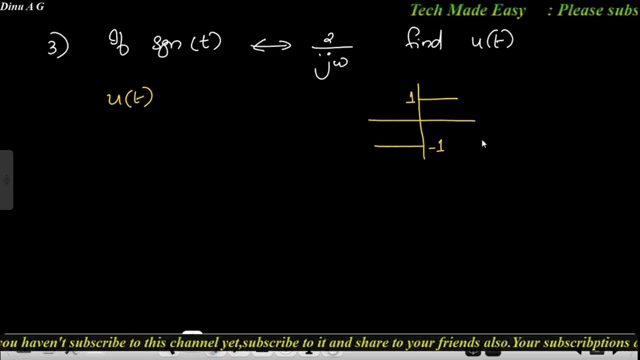 Dinu A G
Tech Made Easy : Please subs
3) If sgn(t) ⟷ 2/jω find u(t)
u(t)
1
-1
you haven't subscribe to this channel yet,subscribe to it and share to your friends also.Your subscribptions a